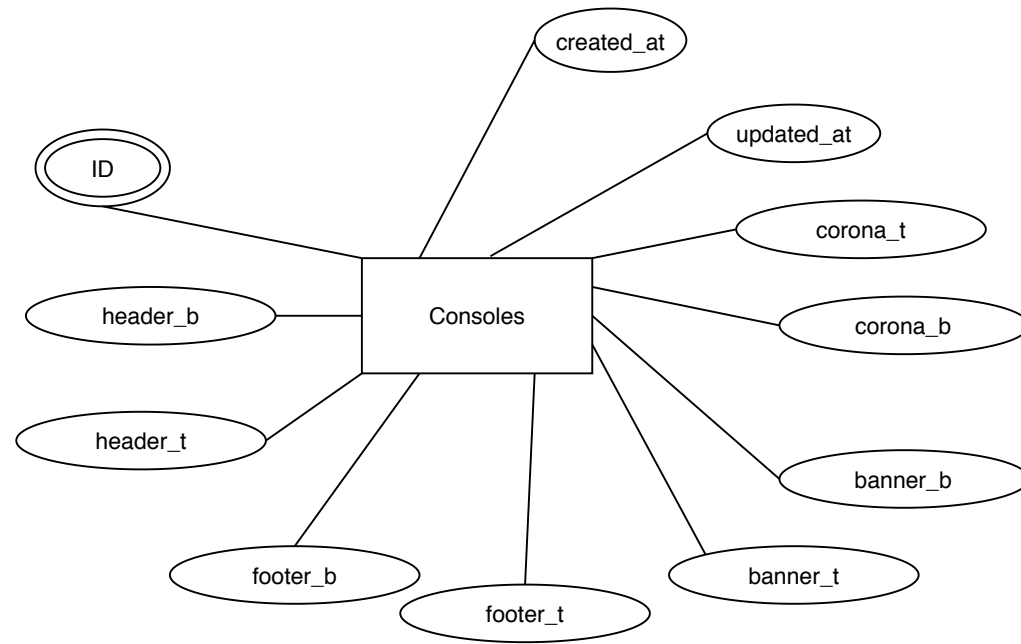 created_at
updated_at
ID
corona_t
header_b
Consoles
corona_b
header_t
banner_b
footer_b
banner_t
footer_t